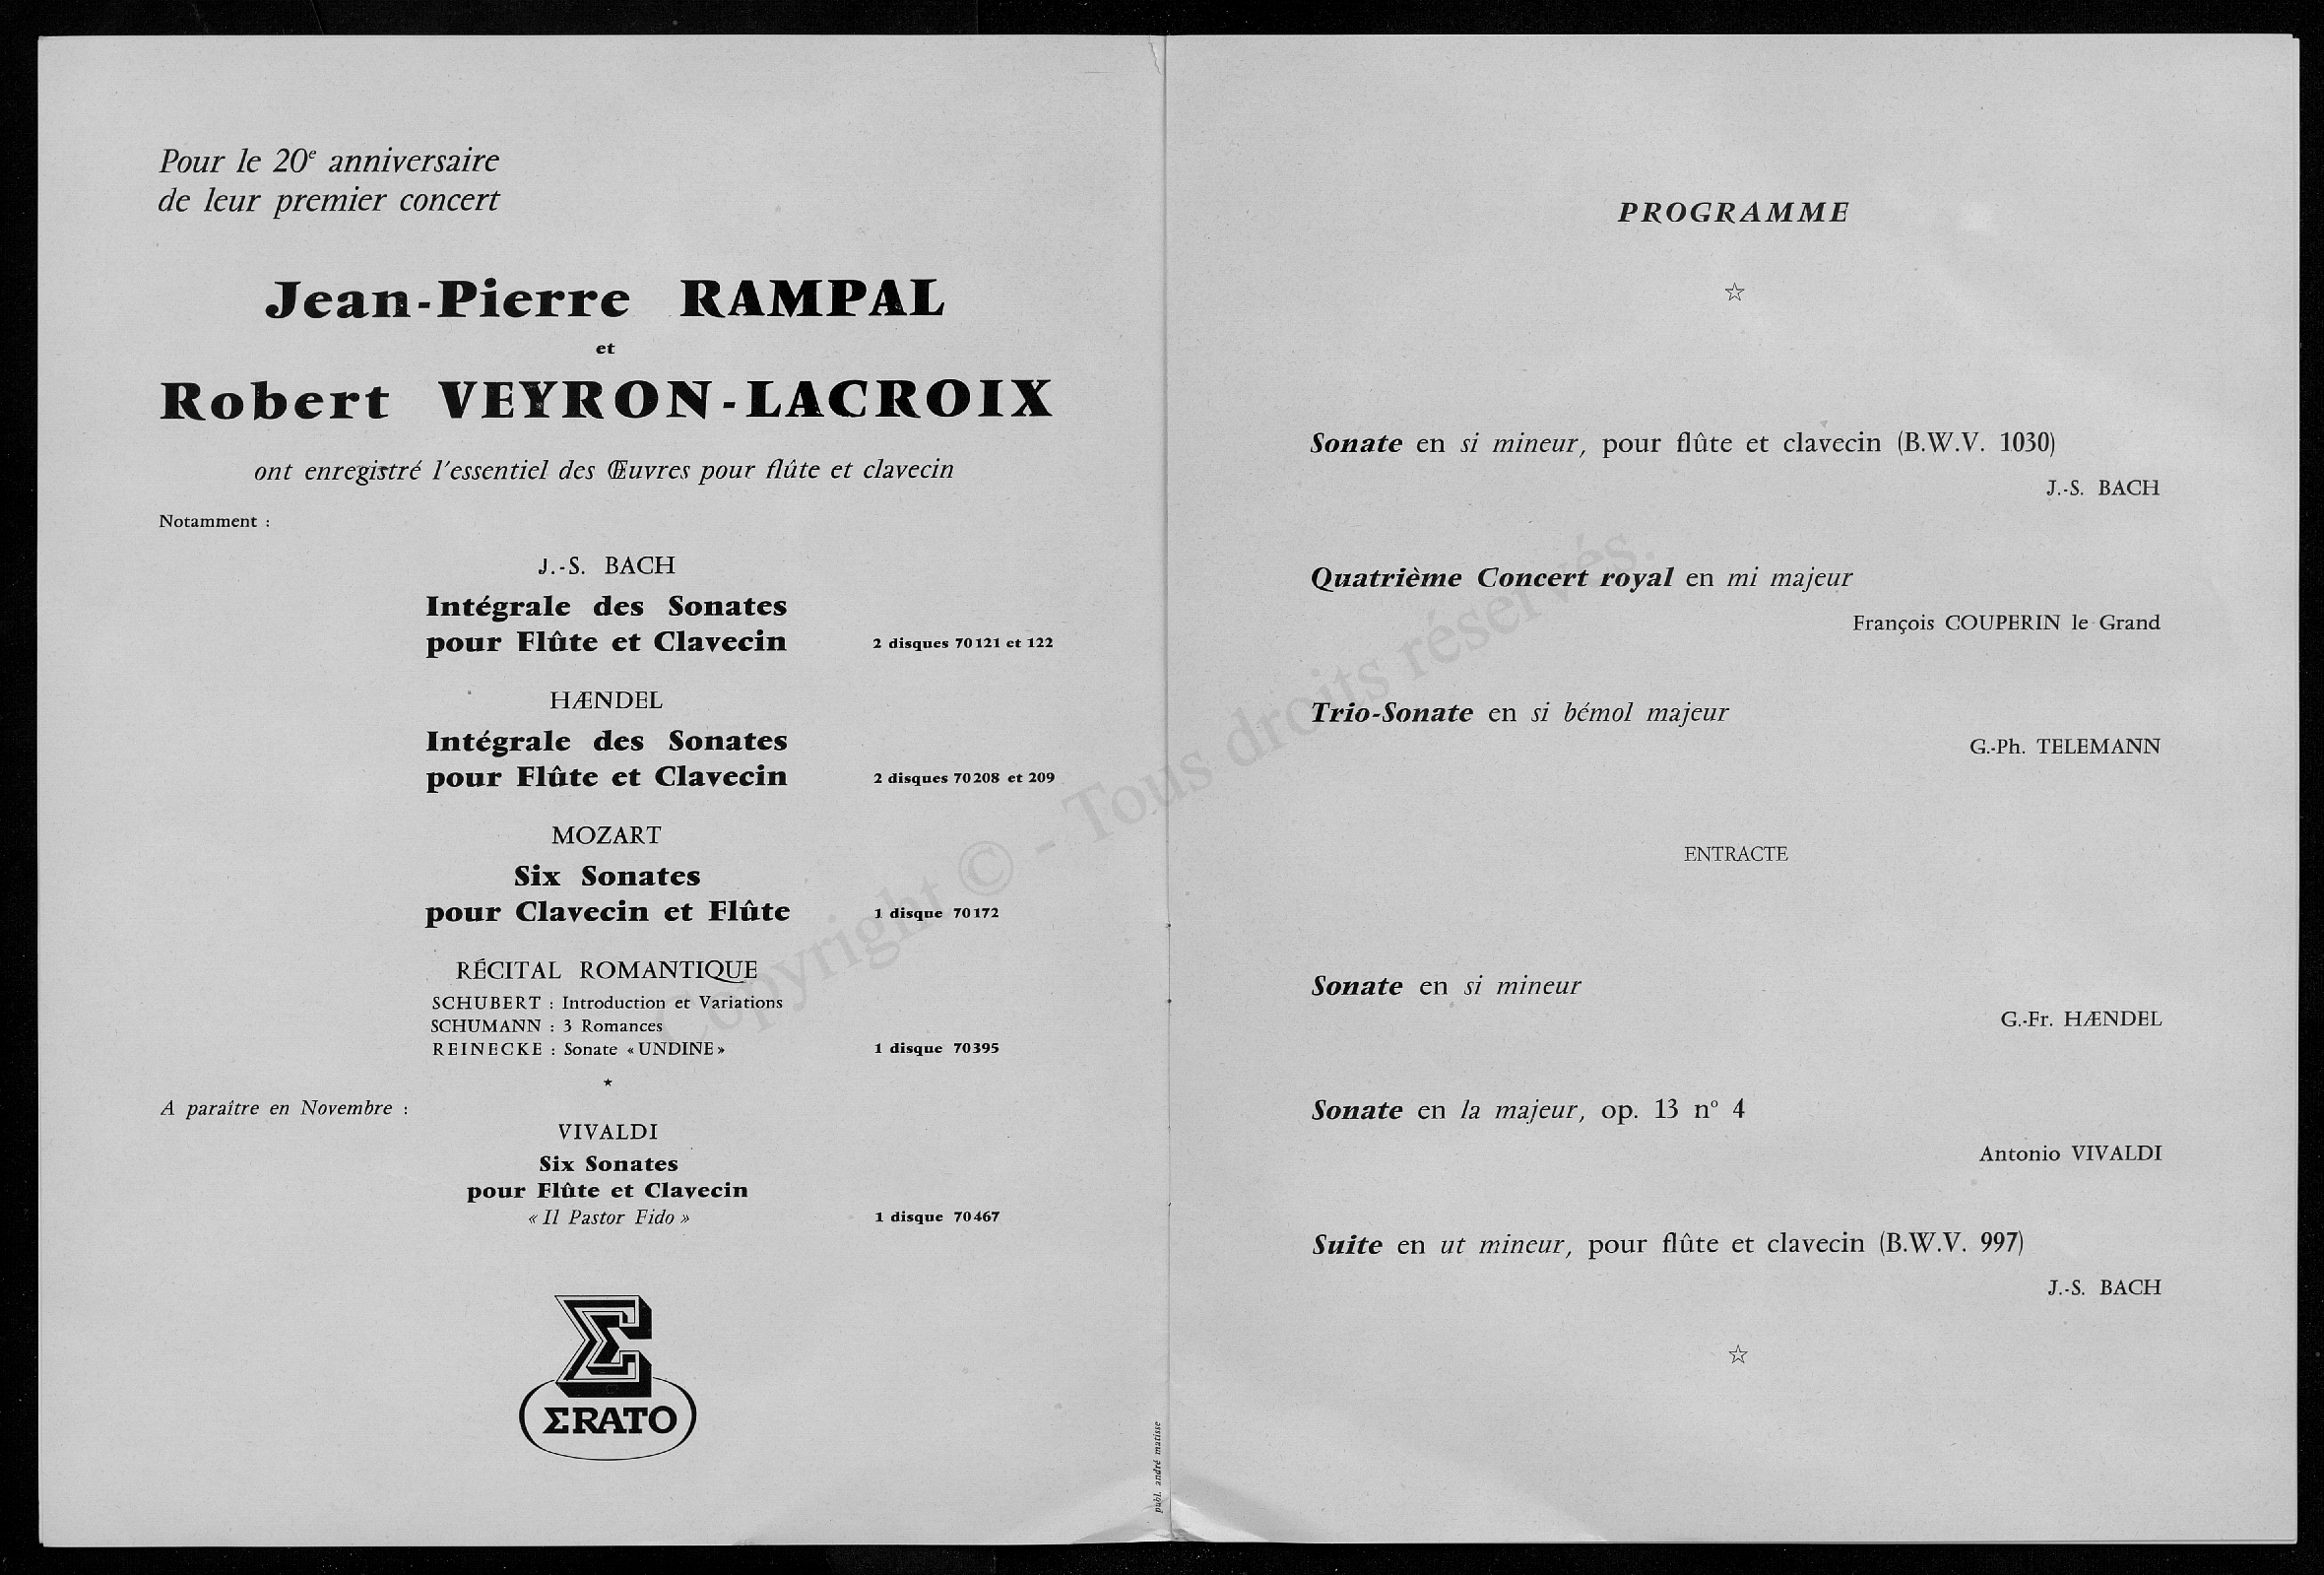 Pour le 20e anniversaire
de leur premier concert
Jean-Pierre RAMPAL
et
Robert VEYRON-LACROIX
ont enregistré l'essentiel des Œuvres pour flûte et clavecin
Notamment :
J.-S. BACH
Intégrale des Sonates
pour Flûte et Clavecin 2 disques 70121 et 122
HÆNDEL
Intégrale des Sonates
pour Flûte et Clavecin 2 disques 70208 et 209
MOZART
Six Sonates
pour Clavecin et Flûte 1 disque 70172
RÉCITAL ROMANTIQUE
SCHUBERT : Introduction et Variations
SCHUMANN : 3 Romances
REINECKE : Sonate « UNDINE » 1 disque 70395
★
A paraître en Novembre :
VIVALDI
Six Sonates
pour Flûte et Clavecin
« Il Pastor Fido » 1 disque 70467
Σ
ΣRATO
publ. andré matisse
PROGRAMME
☆
Sonate en si mineur, pour flûte et clavecin (B.W.V. 1030)
J.-S. BACH
Quatrième Concert royal en mi majeur
François COUPERIN le Grand
Trio-Sonate en si bémol majeur
G.-Ph. TELEMANN
ENTRACTE
Sonate en si mineur
G.-Fr. HÆNDEL
Sonate en la majeur, op. 13 n° 4
Antonio VIVALDI
Suite en ut mineur, pour flûte et clavecin (B.W.V. 997)
J.-S. BACH
☆
Copyright © - Tous droits réservés.